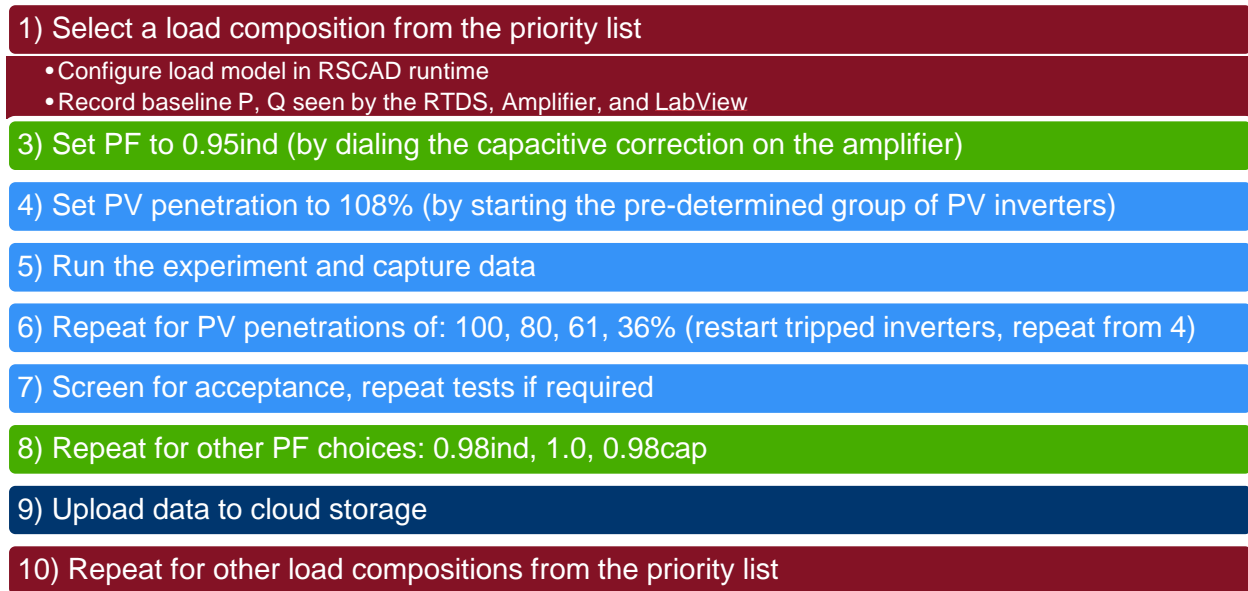 1) Select a load composition from the priority list
•Configure load model in RSCAD runtime
•Record baseline P, Q seen by the RTDS, Amplifier, and LabView
3) Set PF to 0.95ind (by dialing the capacitive correction on the amplifier)
4) Set PV penetration to 108% (by starting the pre-determined group of PV inverters)
5) Run the experiment and capture data
6) Repeat for PV penetrations of: 100, 80, 61, 36% (restart tripped inverters, repeat from 4)
7) Screen for acceptance, repeat tests if required
8) Repeat for other PF choices: 0.98ind, 1.0, 0.98cap
9) Upload data to cloud storage
10) Repeat for other load compositions from the priority list